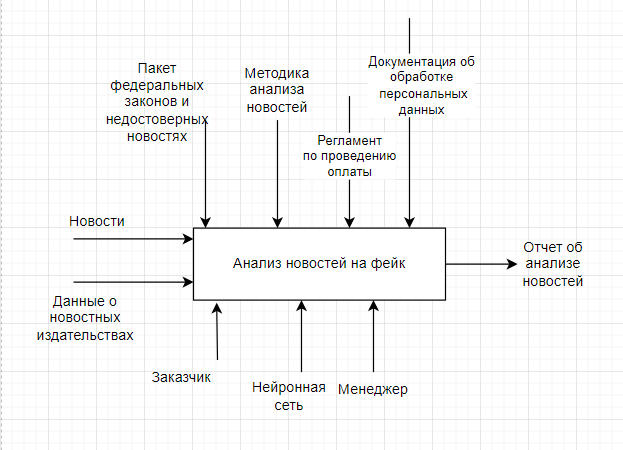 Пакет
федеральных
законов и
недостоверных
новостях
Методика
анализа
новостей
Документация об
обработке
персональных
данных
Регламент
по проведению
оплаты
Новости
Данные о
новостных
издательствах
Анализ новостей на фейк
Отчет об
анализе
новостей
Заказчик
Нейронная
сеть
Менеджер